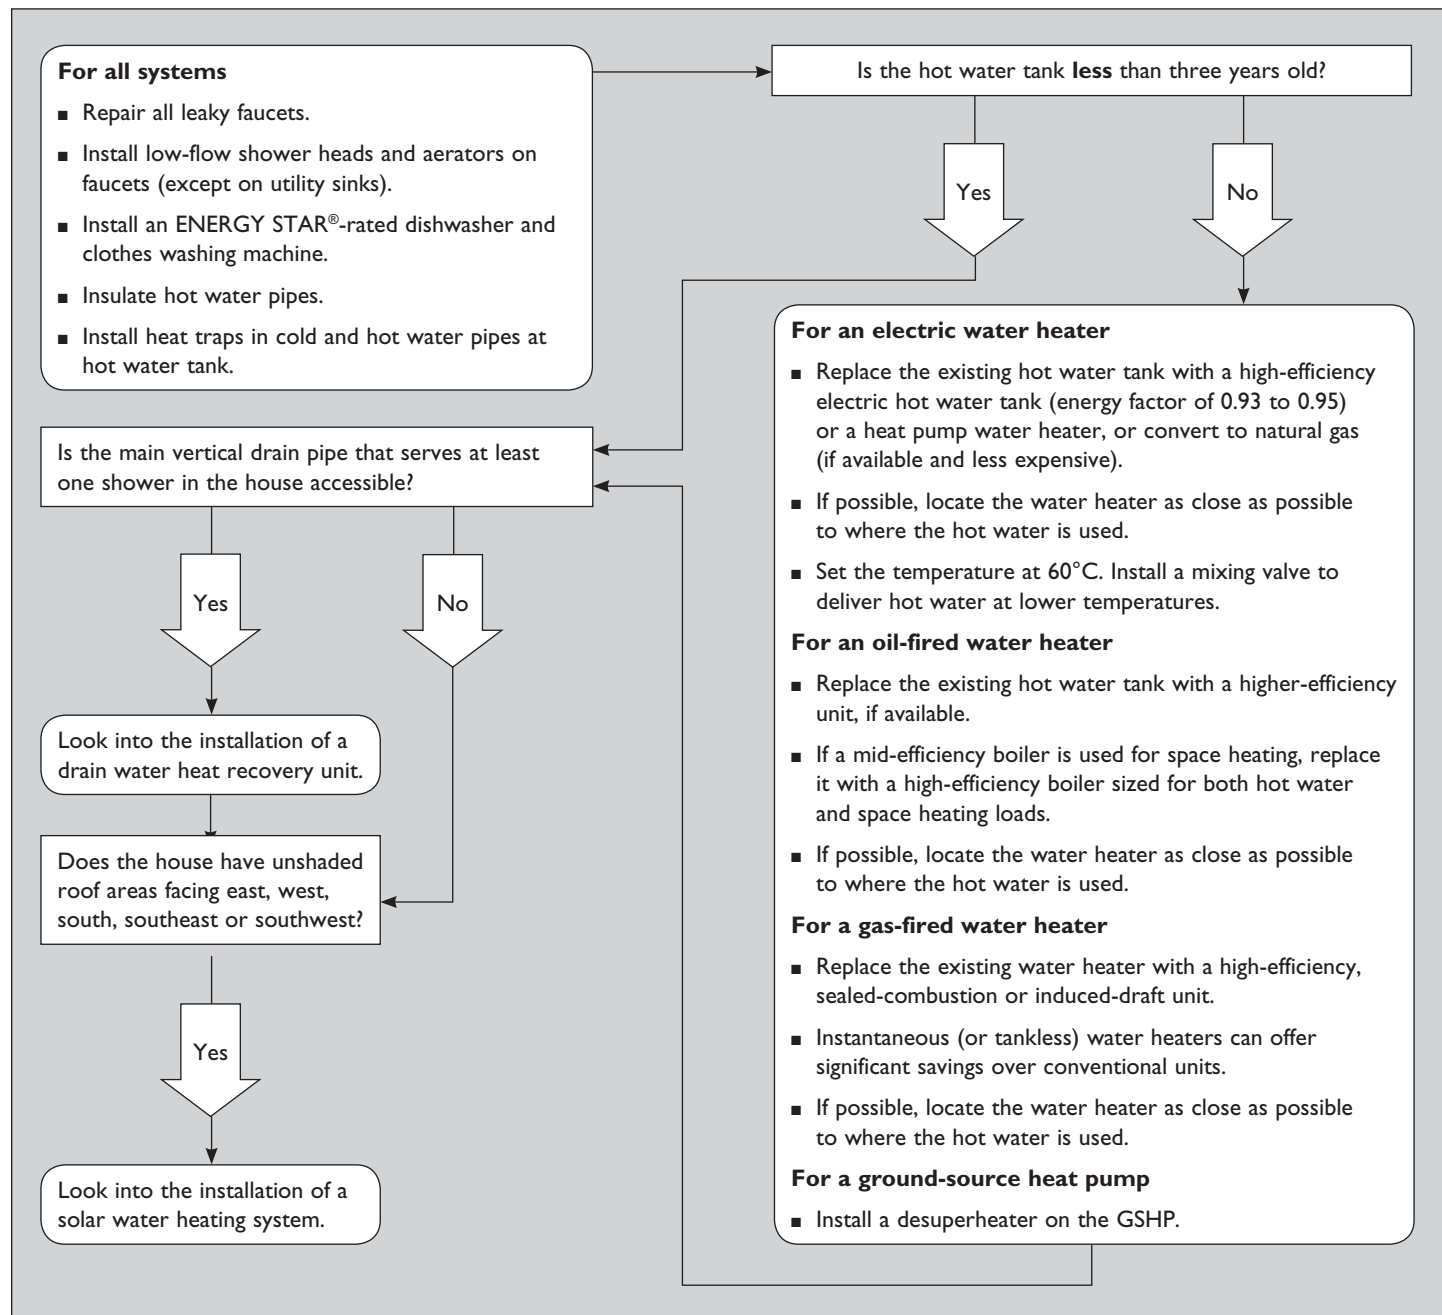 For all systems
■ Repair all leaky faucets.
■ Install low-flow shower heads and aerators on
faucets (except on utility sinks).
■ Install an ENERGY STAR®-rated dishwasher and
clothes washing machine.
■ Insulate hot water pipes.
■ Install heat traps in cold and hot water pipes at
hot water tank.
Is the hot water tank less than three years old?
Yes
No
For an electric water heater
■ Replace the existing hot water tank with a high-efficiency
electric hot water tank (energy factor of 0.93 to 0.95)
or a heat pump water heater, or convert to natural gas
(if available and less expensive).
■ If possible, locate the water heater as close as possible
to where the hot water is used.
■ Set the temperature at 60°C. Install a mixing valve to
deliver hot water at lower temperatures.
For an oil-fired water heater
■ Replace the existing hot water tank with a higher-efficiency
unit, if available.
■ If a mid-efficiency boiler is used for space heating, replace
it with a high-efficiency boiler sized for both hot water
and space heating loads.
■ If possible, locate the water heater as close as possible
to where the hot water is used.
For a gas-fired water heater
■ Replace the existing water heater with a high-efficiency,
sealed-combustion or induced-draft unit.
■ Instantaneous (or tankless) water heaters can offer
significant savings over conventional units.
■ If possible, locate the water heater as close as possible
to where the hot water is used.
For a ground-source heat pump
■ Install a desuperheater on the GSHP.
Is the main vertical drain pipe that serves at least
one shower in the house accessible?
Yes
No
Look into the installation of a
drain water heat recovery unit.
Does the house have unshaded
roof areas facing east, west,
south, southeast or southwest?
Yes
Look into the installation of a
solar water heating system.